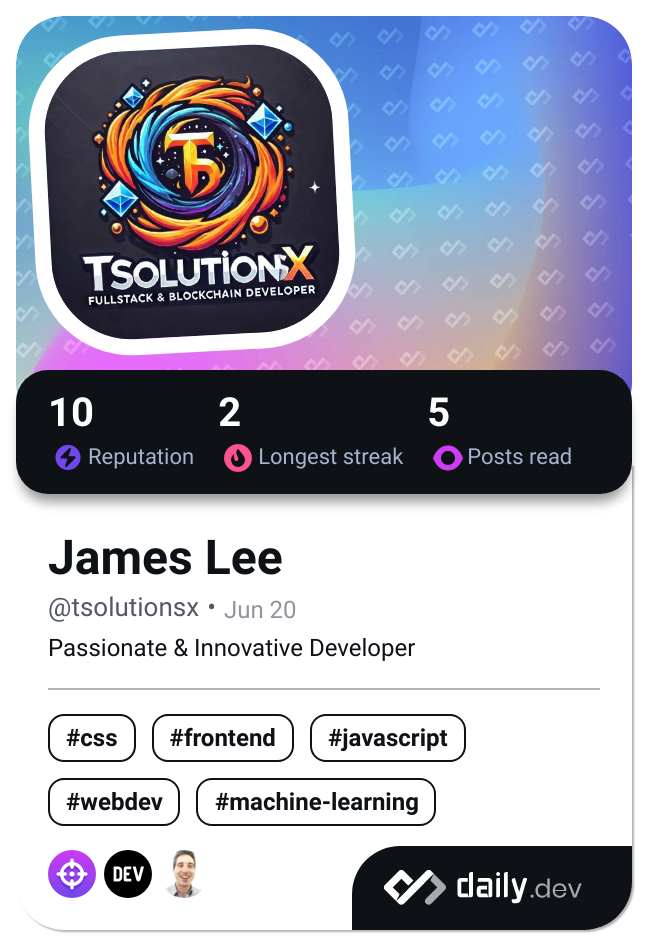 TSOLUTIONSX
FULLSTACK & BLOCKCHAIN DEVELOPER
10 2 5
Reputation Longest streak Posts read
James Lee
@tsolutionsx • Jun 20
Passionate & Innovative Developer
#css #frontend #javascript
#webdev #machine-learning
DEV
daily.dev